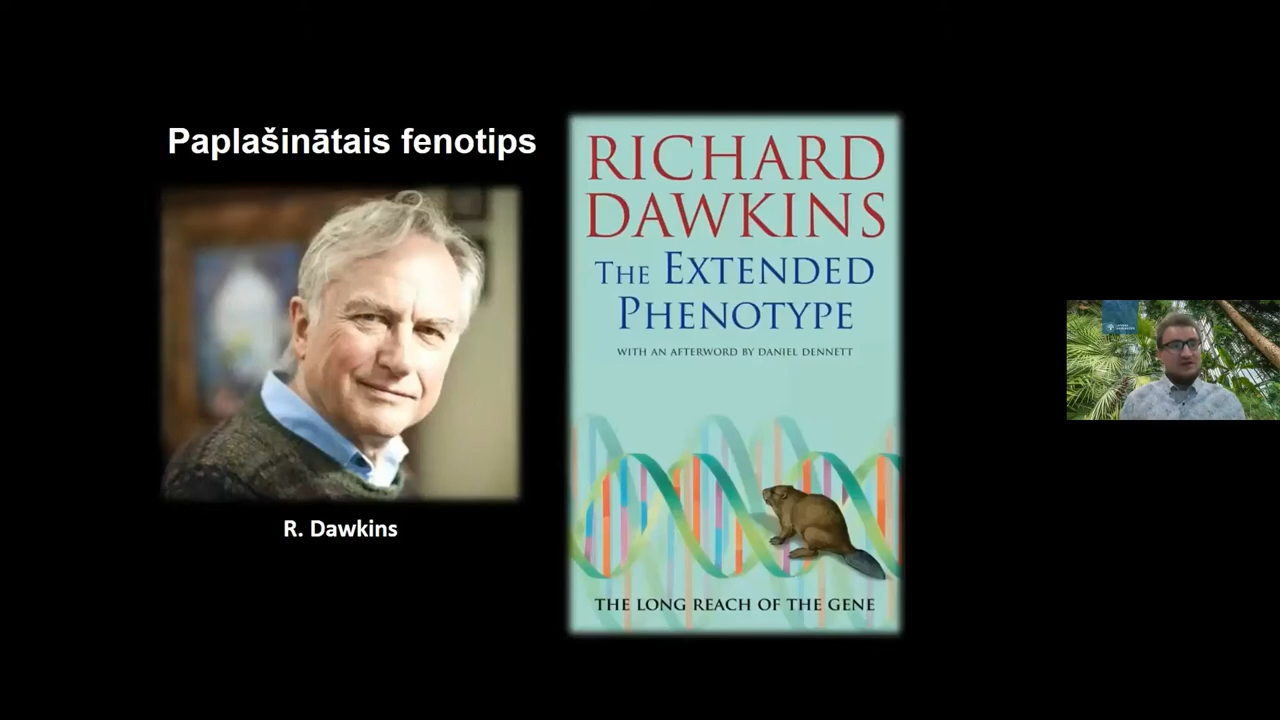 Paplašinātais fenotips
R. Dawkins
RICHARD
DAWKINS
THE EXTENDED
PHENOTYPE
WITH AN AFTERWORD BY DANIEL DENNETT
THE LONG REACH OF THE GENE